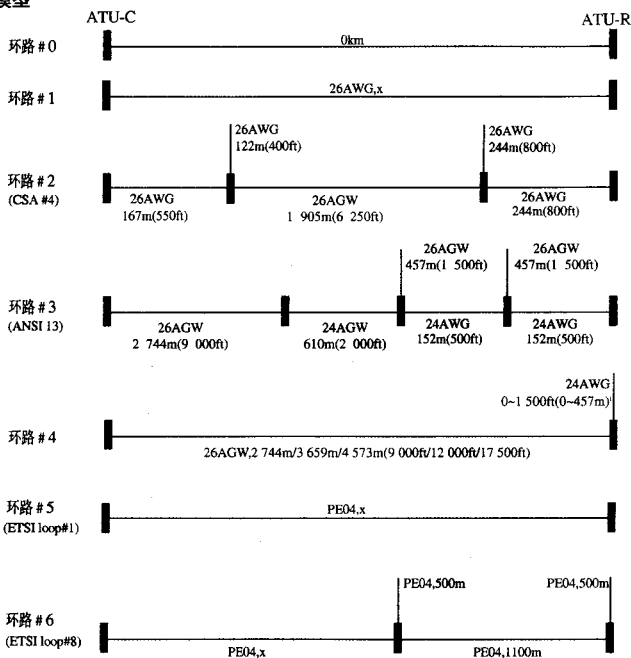 模型
ATU-C
ATU-R
环路 #0
0km
环路 #1
26AWG,x
26AWG
122m(400ft)
26AWG
244m(800ft)
环路 #2
(CSA #4)
26AWG
167m(550ft)
26AGW
1 905m(6 250ft)
26AWG
244m(800ft)
26AGW
457m(1 500ft)
26AGW
457m(1 500ft)
环路 #3
(ANSI 13)
26AGW
2 744m(9 000ft)
24AGW
610m(2 000ft)
24AWG
152m(500ft)
24AWG
152m(500ft)
24AWG
0~1 500ft(0~457m)
环路 #4
26AGW,2 744m/3 659m/4 573m(9 000ft/12 000ft/17 500ft)
环路 #5
(ETSI loop#1)
PE04,x
PE04,500m
PE04,500m
环路 #6
(ETSI loop#8)
PE04,x
PE04,1100m